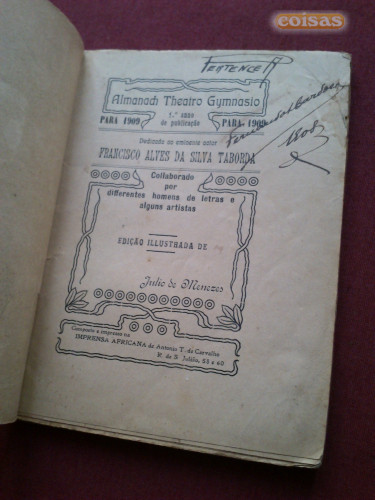 coisas
PERTENCE A
Almanach Theatro Gymnasio
PARA 1909
1.º anno
de publicação
PARA 1909
Dedicado ao eminente actor
FRANCISCO ALVES DA SILVA TABORDA
Collaborado
por
differentes homens de letras e
alguns artistas
EDIÇÃO ILLUSTRADA DE
Julio de Menezes
Composto e impresso na
IMPRENSA AFRICANA de Antonio T. de Carvalho
R. de S. Julião, 58 e 60